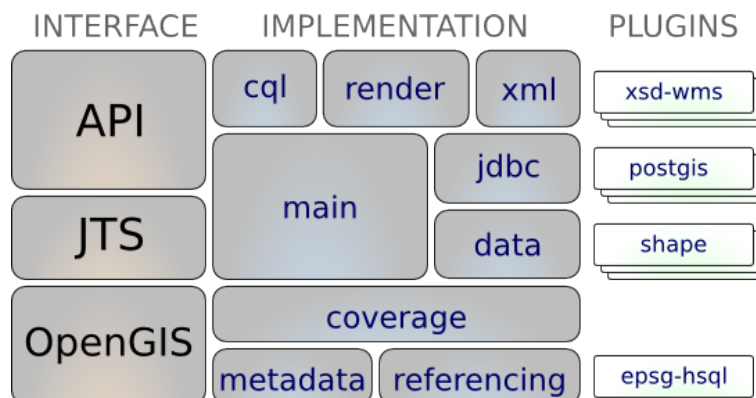 INTERFACE IMPLEMENTATION PLUGINS
API
cql render xml
xsd-wms
main
jdbc
postgis
JTS
data
shape
OpenGIS
coverage
metadata referencing
epsg-hsql